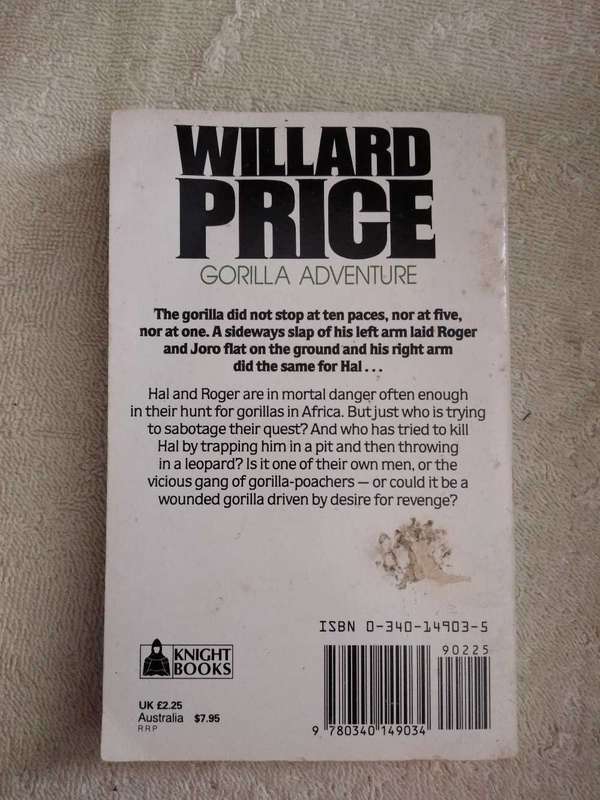 WILLARD
PRICE
GORILLA ADVENTURE
The gorilla did not stop at ten paces, nor at five,
nor at one. A sideways slap of his left arm laid Roger
and Joro flat on the ground and his right arm
did the same for Hal...
Hal and Roger are in mortal danger often enough
in their hunt for gorillas in Africa. But just who is trying
to sabotage their quest? And who has tried to kill
Hal by trapping him in a pit and then throwing
in a leopard? Is it one of their own men, or the
vicious gang of gorilla-poachers — or could it be a
wounded gorilla driven by desire for revenge?
ISBN 0-340-14903-5
90225
KNIGHT
BOOKS
UK £2.25
Australia $7.95
RRP
9 780340 149034